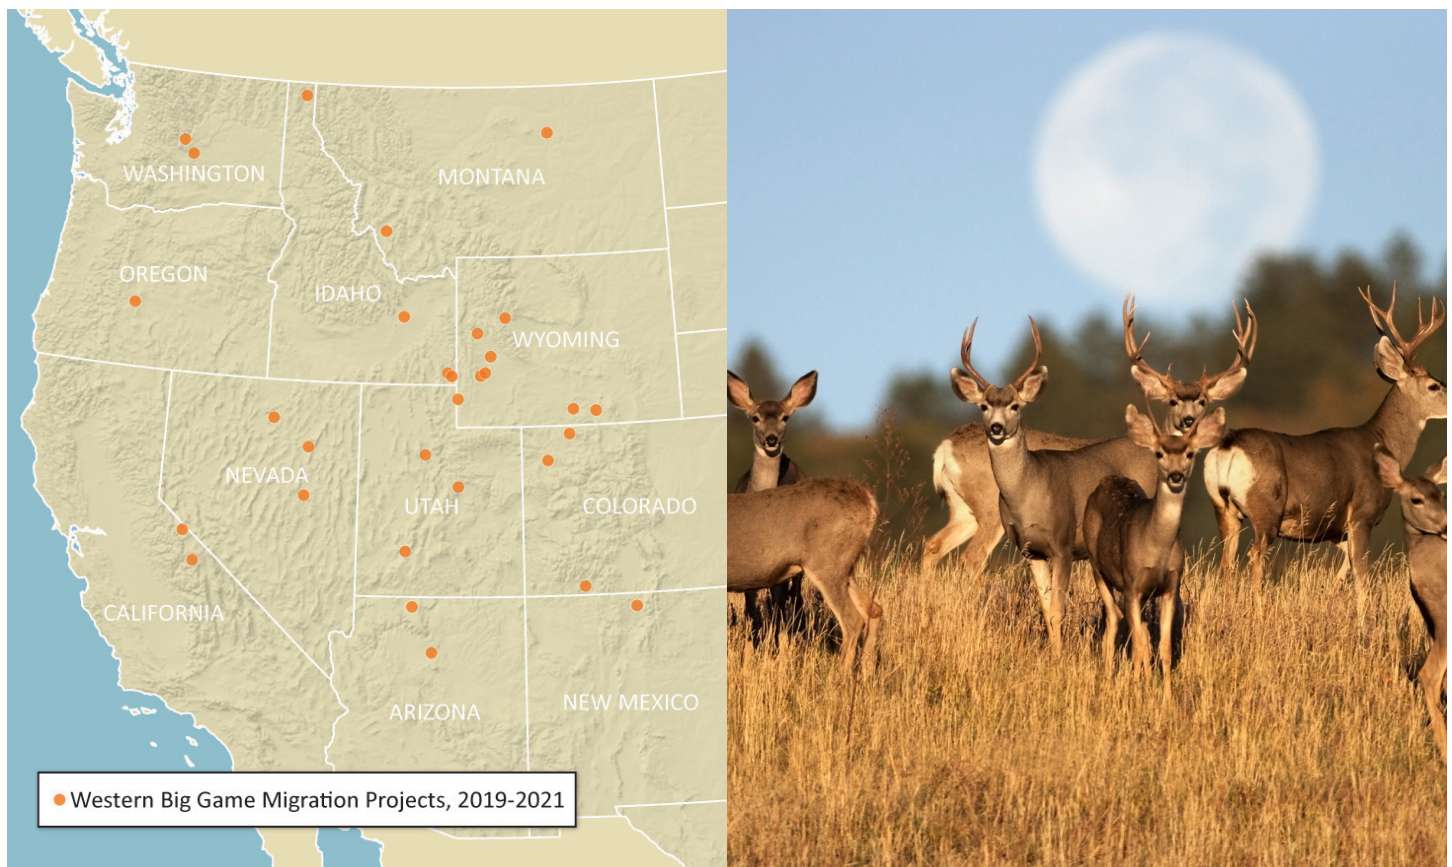 WASHINGTON
MONTANA
OREGON
IDAHO
WYOMING
NEVADA
UTAH
COLORADO
CALIFORNIA
ARIZONA
NEW MEXICO
Western Big Game Migration Projects, 2019-2021